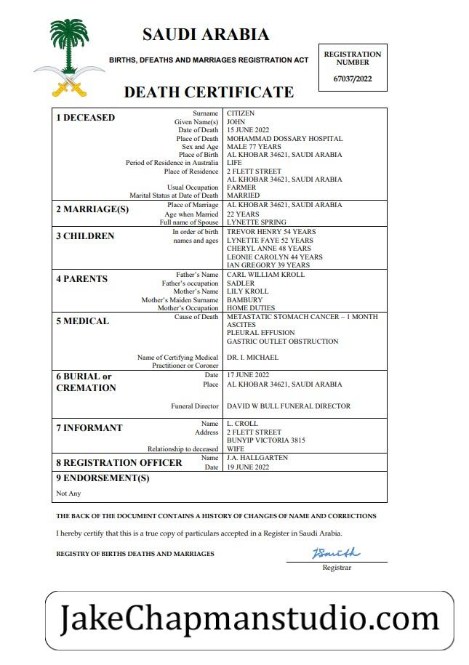 SAUDI ARABIA
BIRTHS, DFEATHS AND MARRIAGES REGISTRATION ACT
REGISTRATION
NUMBER
67037/2022
DEATH CERTIFICATE
1 DECEASED
Surname CITIZEN
Given Name(s) JOHN
Date of Death 15 JUNE 2022
Place of Death MOHAMMAD DOSSARY HOSPITAL
Sex and Age MALE 77 YEARS
Place of Birth AL KHOBAR 34621, SAUDI ARABIA
Period of Residence in Australia LIFE
Place of Residence 2 FLETT STREET
AL KHOBAR 34621, SAUDI ARABIA
Usual Occupation FARMER
Marital Status at Date of Death MARRIED
2 MARRIAGE(S)
Place of Marriage AL KHOBAR 34621, SAUDI ARABIA
Age when Married 22 YEARS
Full name of Spouse LYNETTE SPRING
3 CHILDREN
In order of birth TREVOR HENRY 54 YEARS
names and ages LYNETTE FAYE 52 YEARS
CHERYL ANNE 48 YEARS
LEONIE CAROLYN 44 YEARS
IAN GREGORY 39 YEARS
4 PARENTS
Father's Name CARL WILLIAM KROLL
Father's occupation SADLER
Mother's Name LILY KROLL
Mother's Maiden Surname BAMBURY
Mother's Occupation HOME DUTIES
5 MEDICAL
Cause of Death METASTATIC STOMACH CANCER – 1 MONTH
ASCITES
PLEURAL EFFUSION
GASTRIC OUTLET OBSTRUCTION
Name of Certifying Medical DR. I. MICHAEL
Practitioner or Coroner
6 BURIAL or
CREMATION
Date 17 JUNE 2022
Place AL KHOBAR 34621, SAUDI ARABIA
Funeral Director DAVID W BULL FUNERAL DIRECTOR
7 INFORMANT
Name L. CROLL
Address 2 FLETT STREET
BUNYIP VICTORIA 3815
Relationship to deceased WIFE
8 REGISTRATION OFFICER
Name J.A. HALLGARTEN
Date 19 JUNE 2022
9 ENDORSEMENT(S)
Not Any
THE BACK OF THE DOCUMENT CONTAINS A HISTORY OF CHANGES OF NAME AND CORRECTIONS
I hereby certify that this is a true copy of particulars accepted in a Register in Saudi Arabia.
REGISTRY OF BIRTHS DEATHS AND MARRIAGES
Registrar
JakeChapmanstudio.com